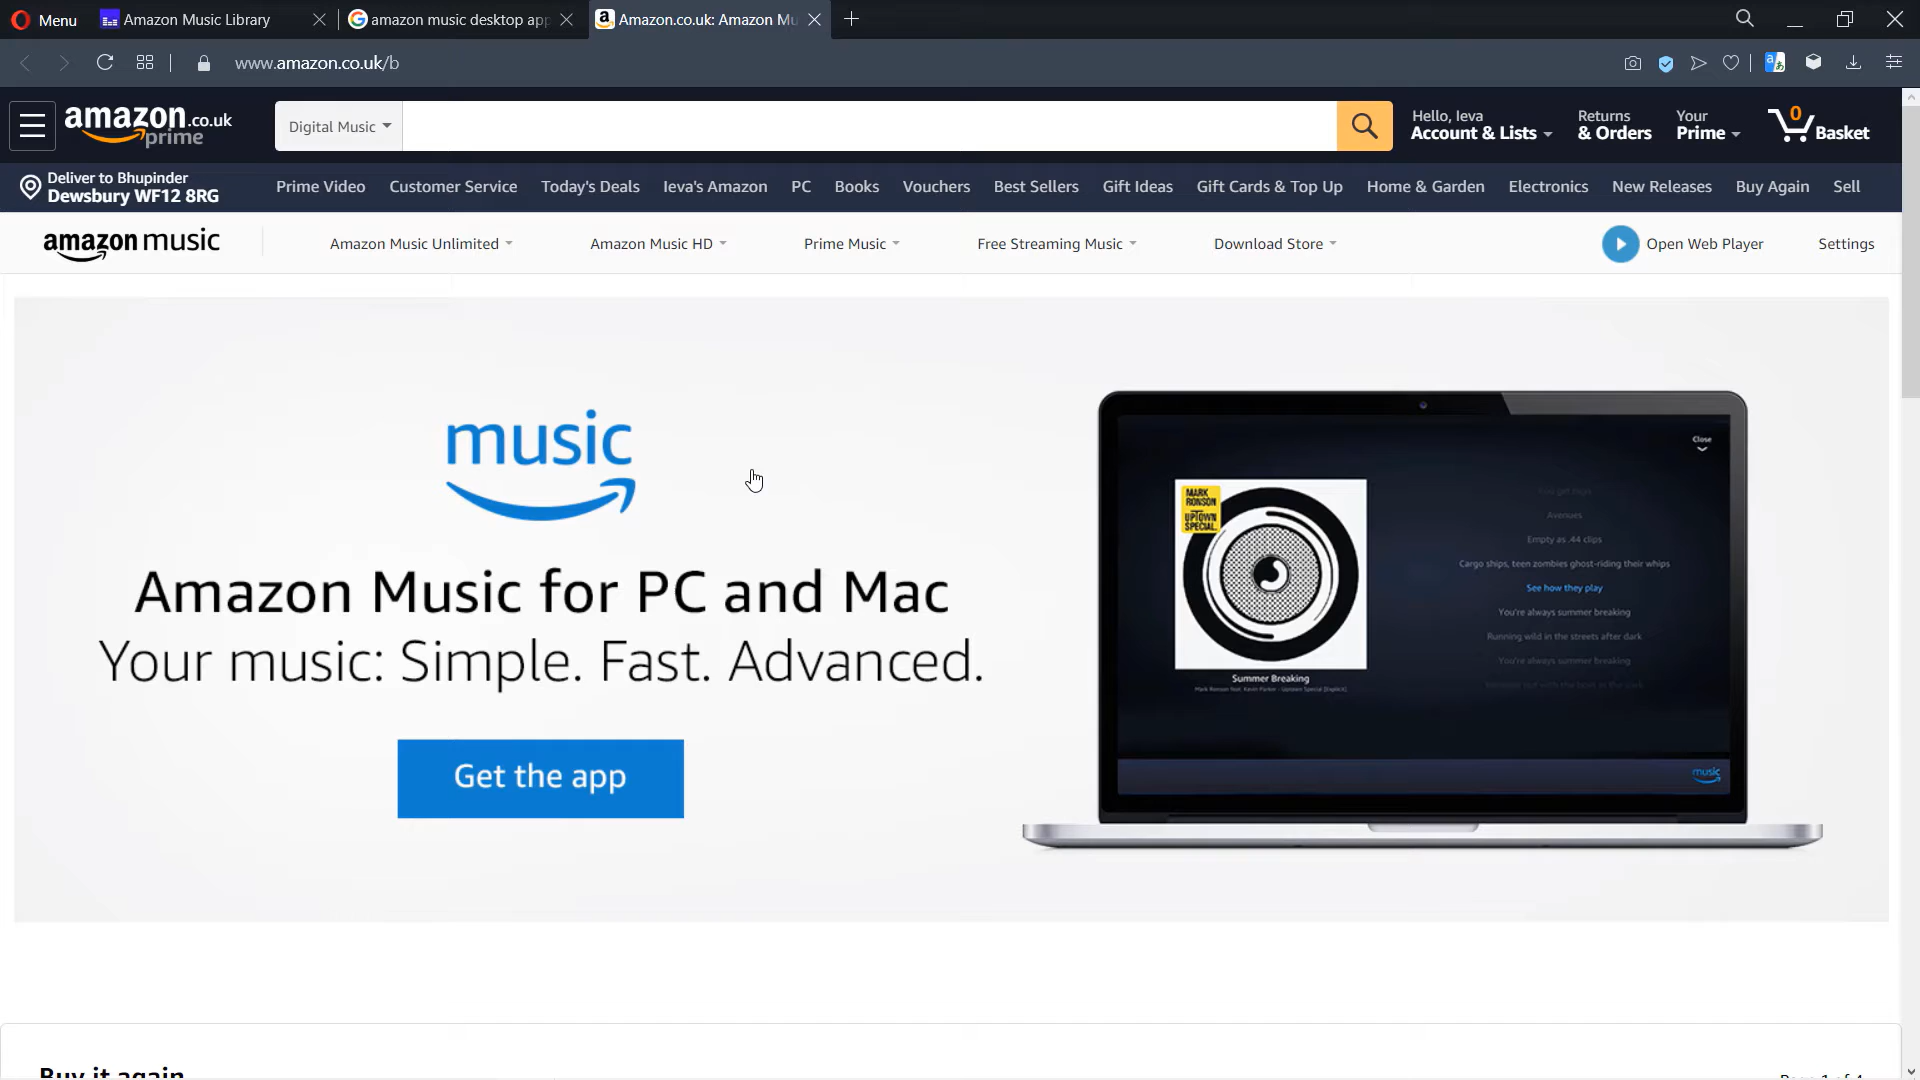 Menu
Amazon Music Library
amazon music desktop app
Amazon.co.uk: Amazon Mu
www.amazon.co.uk/b
amazon.co.uk
prime
Digital Music
Hello, Ieva
Account & Lists
Returns
& Orders
Your
Prime
0
Basket
Deliver to Bhupinder
Dewsbury WF12 8RG
Prime Video
Customer Service
Today's Deals
Ieva's Amazon
PC
Books
Vouchers
Best Sellers
Gift Ideas
Gift Cards & Top Up
Home & Garden
Electronics
New Releases
Buy Again
Sell
amazon music
Amazon Music Unlimited
Amazon Music HD
Prime Music
Free Streaming Music
Download Store
Open Web Player
Settings
music
Amazon Music for PC and Mac
Your music: Simple. Fast. Advanced.
Get the app
Close
MARK
RONSON
UPTOWN
SPECIAL
Summer Breaking
Avenues
Empty as .44 clips
Cargo ships, teen zombies ghost-riding their whips
See how they play
You're always summer breaking
Running wild in the streets after dark
You're always summer breaking
music
Buy it again